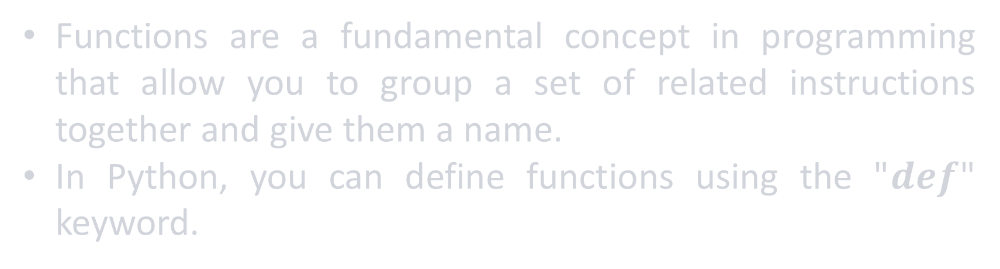 • Functions are a fundamental concept in programming
that allow you to group a set of related instructions
together and give them a name.
• In Python, you can define functions using the "def"
keyword.